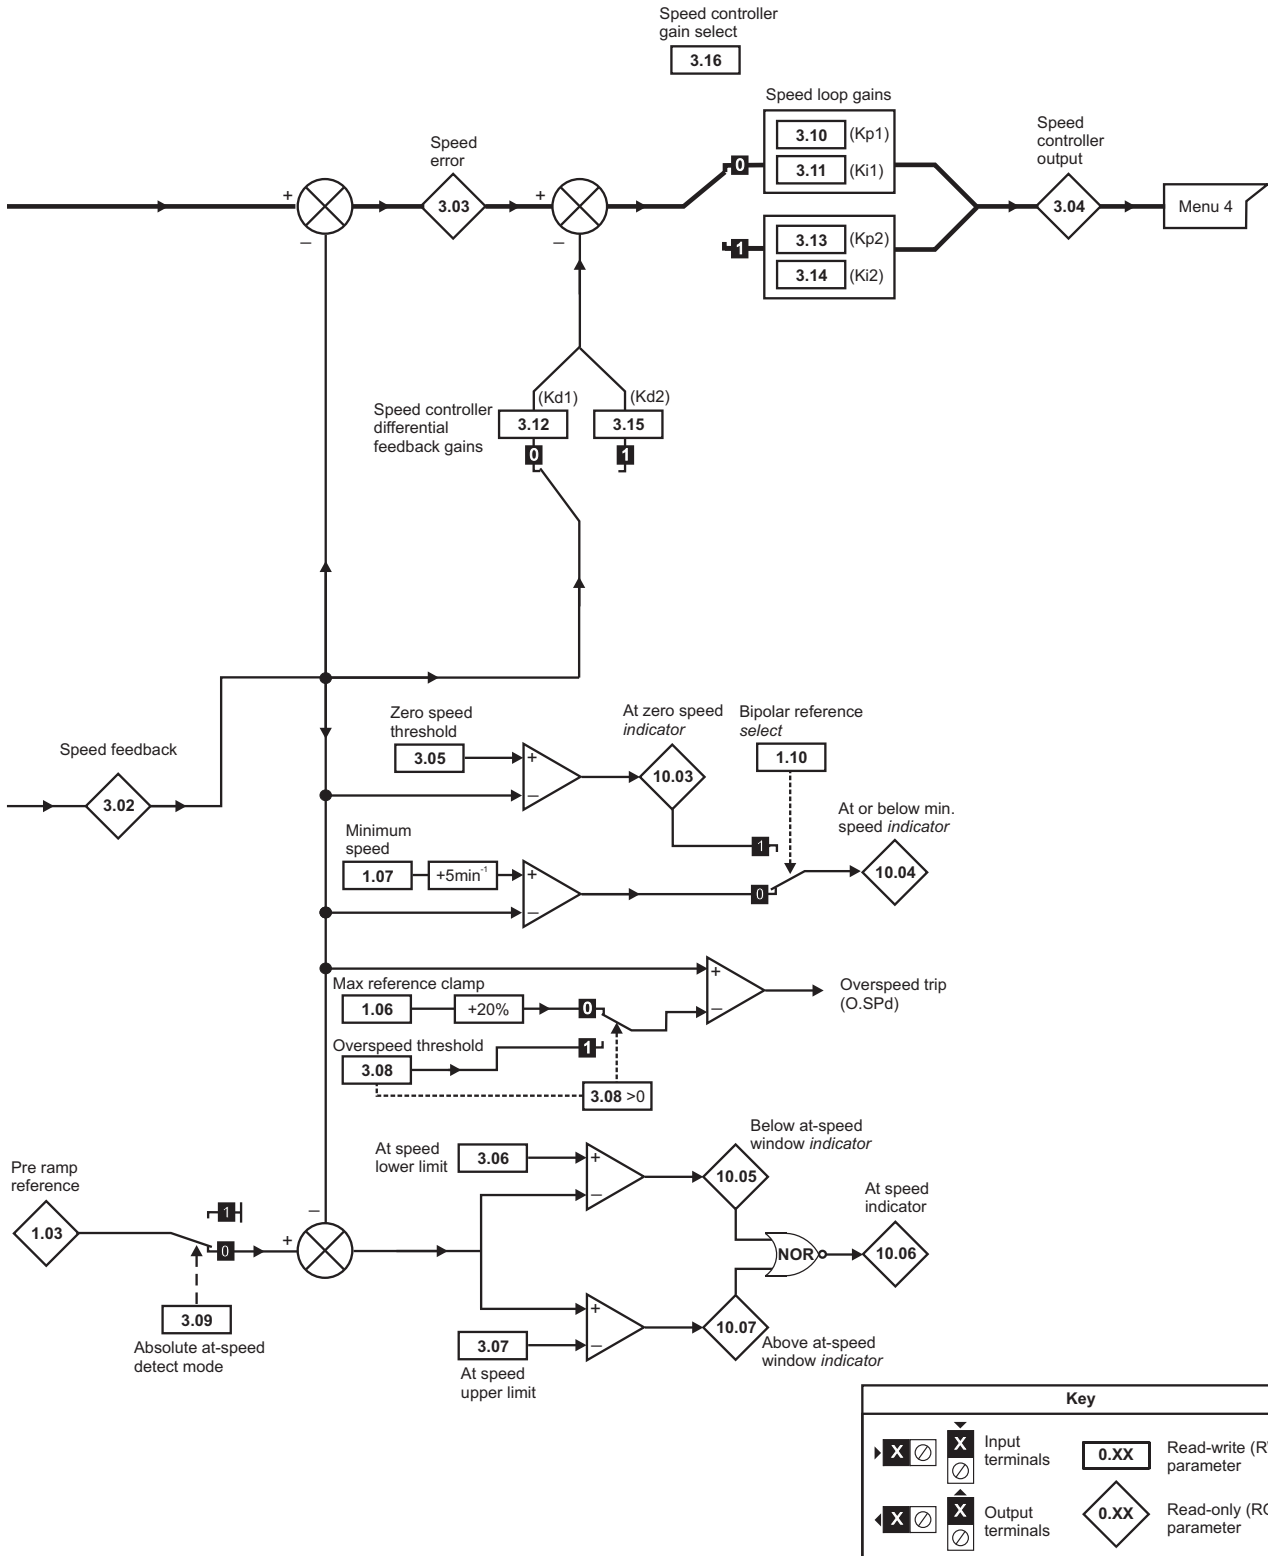 Speed controller
gain select
3.16
Speed loop gains
3.10 (Kp1)
3.11 (Ki1)
0
Speed
error
3.03
+
–
+
–
Speed
controller
output
3.04
Menu 4
1
3.13 (Kp2)
3.14 (Ki2)
(Kd1)
(Kd2)
Speed controller
differential
feedback gains
3.12
3.15
0
1
Speed feedback
3.02
Zero speed
threshold
3.05
+
–
At zero speed
indicator
10.03
Bipolar reference
select
1.10
1
At or below min.
speed indicator
10.04
Minimum
speed
1.07
+5min-1
+
–
0
Max reference clamp
1.06
+20%
0
+
–
Overspeed trip
(O.SPd)
Overspeed threshold
3.08
1
3.08 >0
Pre ramp
reference
1.03
1
0
+
–
3.09
Absolute at-speed
detect mode
At speed
lower limit
3.06
+
–
Below at-speed
window indicator
10.05
NOR
At speed
indicator
10.06
+
–
3.07
At speed
upper limit
10.07
Above at-speed
window indicator
Key
X
X
Input
terminals
0.XX
Read-write (R
parameter
X
X
Output
terminals
0.XX
Read-only (RO
parameter